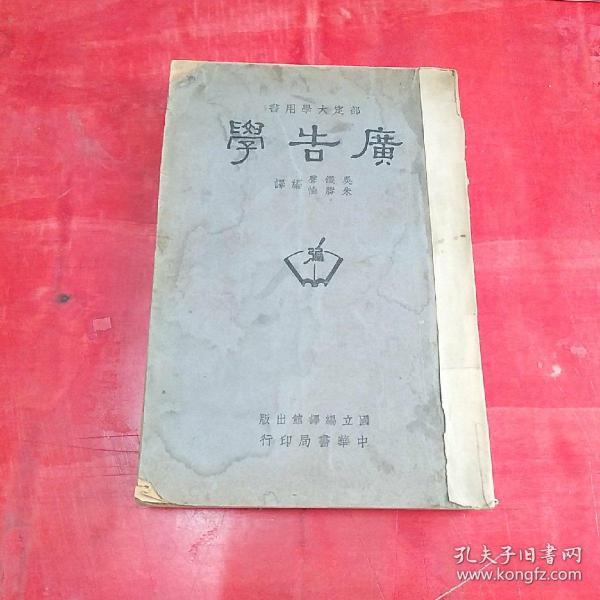 部定大學用書
廣告學
吳鐵聲
朱勝愉
編譯
國立編譯館出版
中華書局印行
孔夫子旧书网
www.kongfz.com